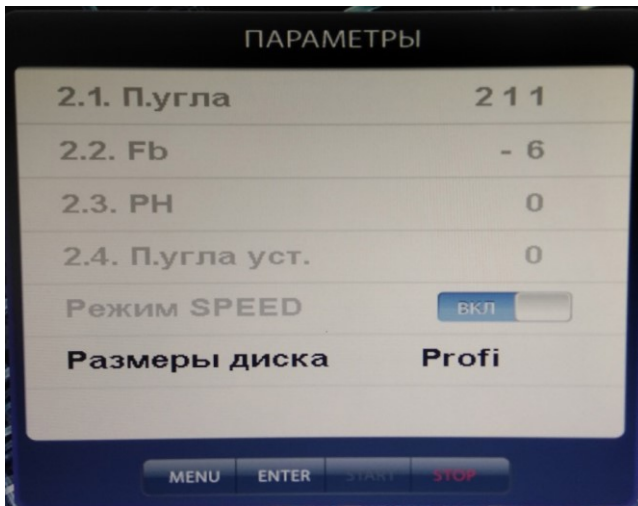 ПАРАМЕТРЫ
2.1. П.угла 211
2.2. Fb - 6
2.3. PH 0
2.4. П.угла уст. 0
Режим SPEED ВКЛ
Размеры диска Profi
MENU ENTER START STOP